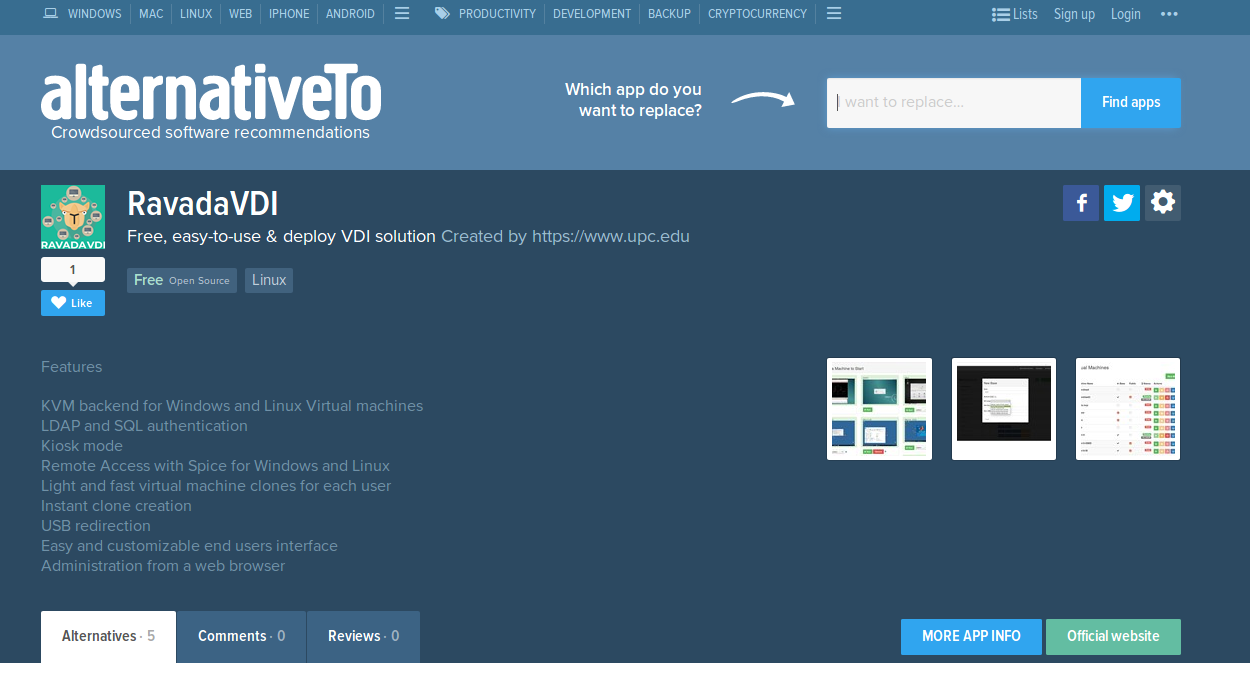 WINDOWS MAC LINUX WEB IPHONE ANDROID PRODUCTIVITY DEVELOPMENT BACKUP CRYPTOCURRENCY Lists Sign up Login
alternativeTo
Crowdsourced software recommendations
Which app do you
want to replace?
I want to replace...
Find apps
RAVADAVDI
RavadaVDI
Free, easy-to-use & deploy VDI solution Created by https://www.upc.edu
1
Like
Free Open Source Linux
Features
KVM backend for Windows and Linux Virtual machines
LDAP and SQL authentication
Kiosk mode
Remote Access with Spice for Windows and Linux
Light and fast virtual machine clones for each user
Instant clone creation
USB redirection
Easy and customizable end users interface
Administration from a web browser
Alternatives · 5 Comments · 0 Reviews · 0
MORE APP INFO Official website